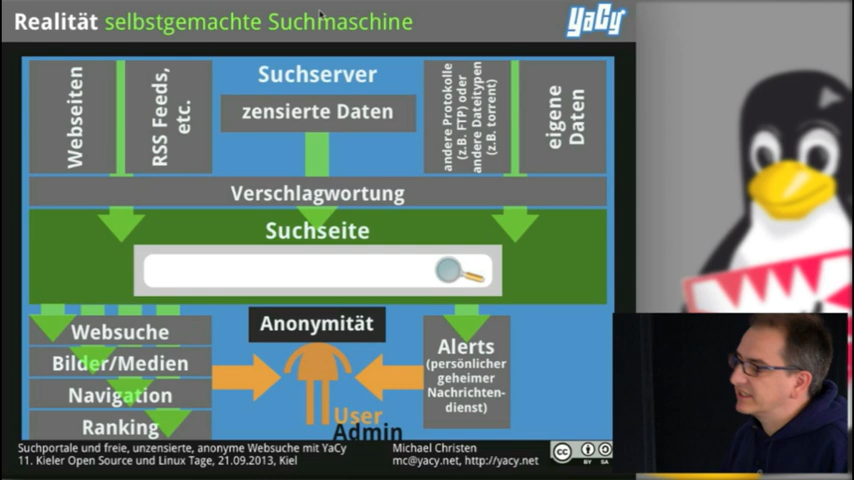 Realität selbstgemachte Suchmaschine
YaCy
Webseiten
RSS Feeds,
etc.
Suchserver
zensierte Daten
andere Protokolle
(z.B. FTP) oder
andere Dateitypen
(z.B. torrent)
eigene
Daten
Verschlagwortung
Suchseite
Websuche
Bilder/Medien
Navigation
Ranking
Anonymität
User
Admin
Alerts
(persönlicher
geheimer
Nachrichten-
dienst)
Suchportale und freie, unzensierte, anonyme Websuche mit YaCy
11. Kieler Open Source und Linux Tage, 21.09.2013, Kiel
Michael Christen
mc@yacy.net, http://yacy.net
cc
BY SA